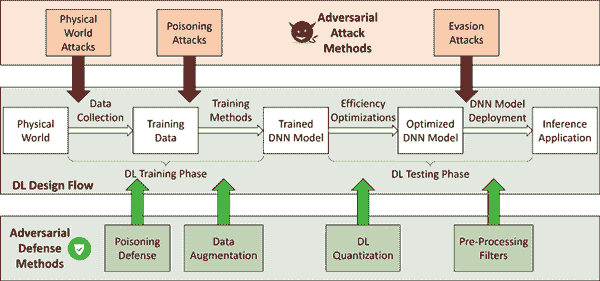 Physical
World
Attacks
Poisoning
Attacks
Adversarial
Attack
Methods
Evasion
Attacks
Data
Collection
Training
Methods
Efficiency
Optimizations
DNN Model
Deployment
Physical
World
Training
Data
Trained
DNN Model
Optimized
DNN Model
Inference
Application
DL Training Phase
DL Testing Phase
DL Design Flow
Adversarial
Defense
Methods
Poisoning
Defense
Data
Augmentation
DL
Quantization
Pre-Processing
Filters